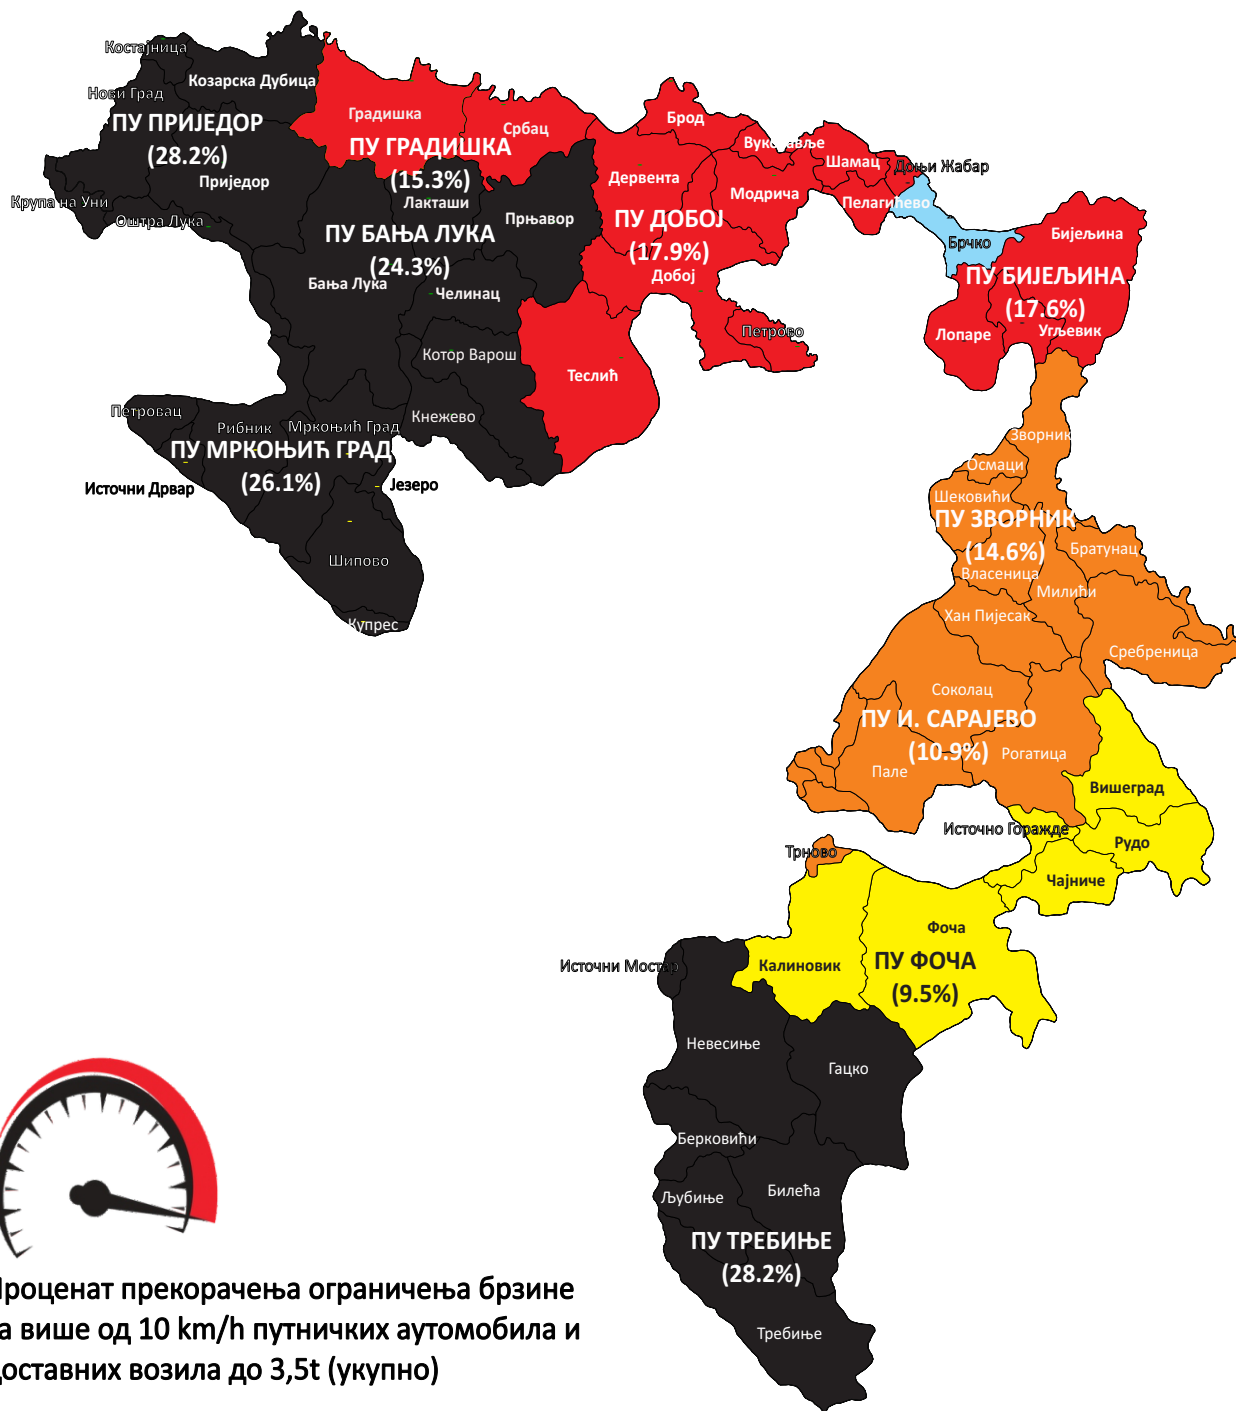 Костајница
Козарска Дубица
Нови Град
ПУ ПРИЈЕДОР
(28.2%)
Приједор
Крупа на Уни
Оштра Лука
Градишка
Србац
ПУ ГРАДИШКА
(15.3%)
Лакташи
Прњавор
ПУ БАЊА ЛУКА
(24.3%)
Бања Лука
Челинац
Котор Варош
Кнежево
Теслић
Брод
Вукосавље
Шамац
Доњи Жабар
Дервента
Модрича
Пелагићево
ПУ ДОБОЈ
(17.9%)
Добој
Петрово
Брчко
Бијељина
ПУ БИЈЕЉИНА
(17.6%)
Лопаре
Угљевик
Петровац
Рибник
Мркоњић Град
ПУ МРКОЊИЋ ГРАД
(26.1%)
Источни Дрвар
Језеро
Шипово
Купрес
Зворник
Осмаци
Шековићи
ПУ ЗВОРНИК
(14.6%)
Братунац
Власеница
Милићи
Хан Пијесак
Сребреница
Соколац
ПУ И. САРАЈЕВО
(10.9%)
Рогатица
Пале
Вишеград
Источно Горажде
Рудо
Трново
Чајниче
Фоча
Калиновик
ПУ ФОЧА
(9.5%)
Источни Мостар
Невесиње
Гацко
Берковићи
Љубиње
Билећа
ПУ ТРЕБИЊЕ
(28.2%)
Требиње
Проценат прекорачења ограничења брзине
за више од 10 km/h путничких аутомобила и
доставних возила до 3,5t (укупно)